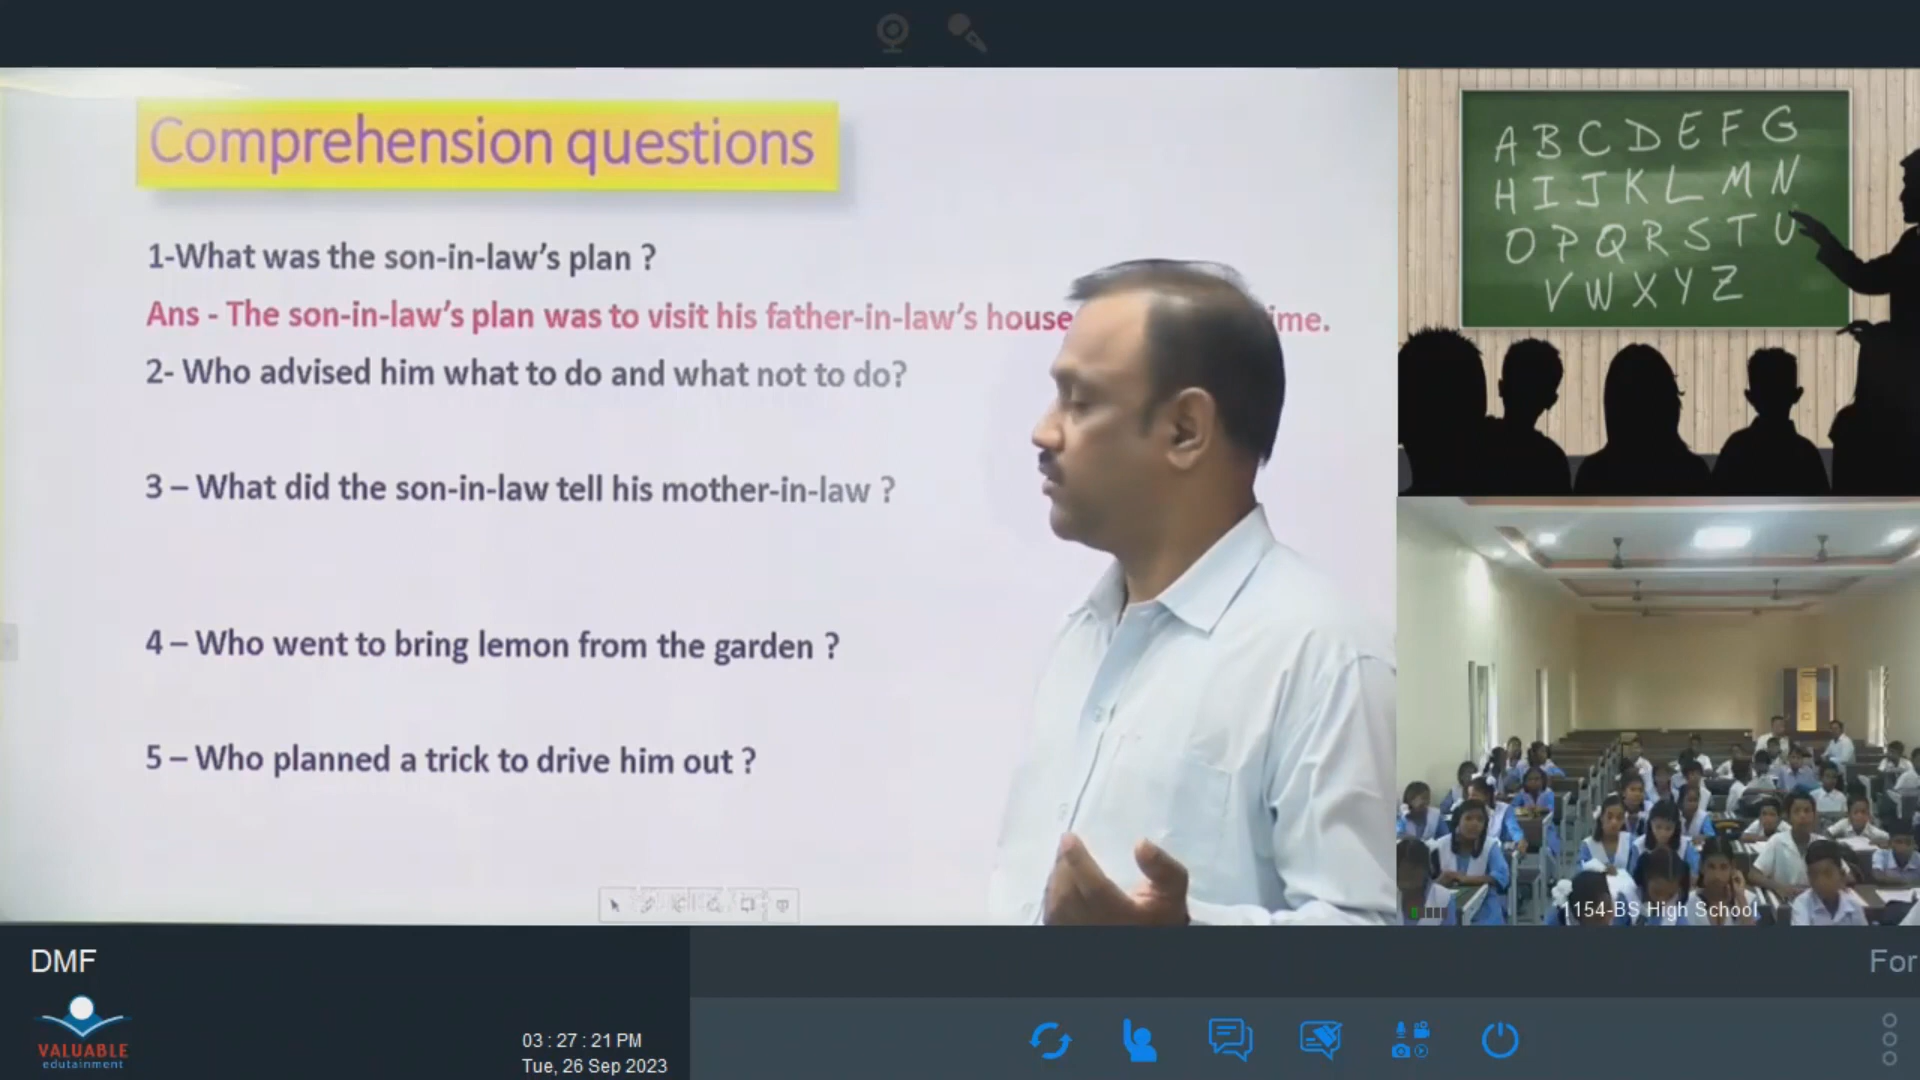 Comprehension questions
1-What was the son-in-law's plan ?
Ans - The son-in-law's plan was to visit his father-in-law's house
2- Who advised him what to do and what not to do?
3 – What did the son-in-law tell his mother-in-law ?
4 – Who went to bring lemon from the garden ?
5 – Who planned a trick to drive him out ?
A B C D E F G
H I J K L M N
O P Q R S T U
V W X Y Z
1154-BS High School
DMF
For
VALUABLE
edutainment
03 : 27 : 21 PM
Tue, 26 Sep 2023